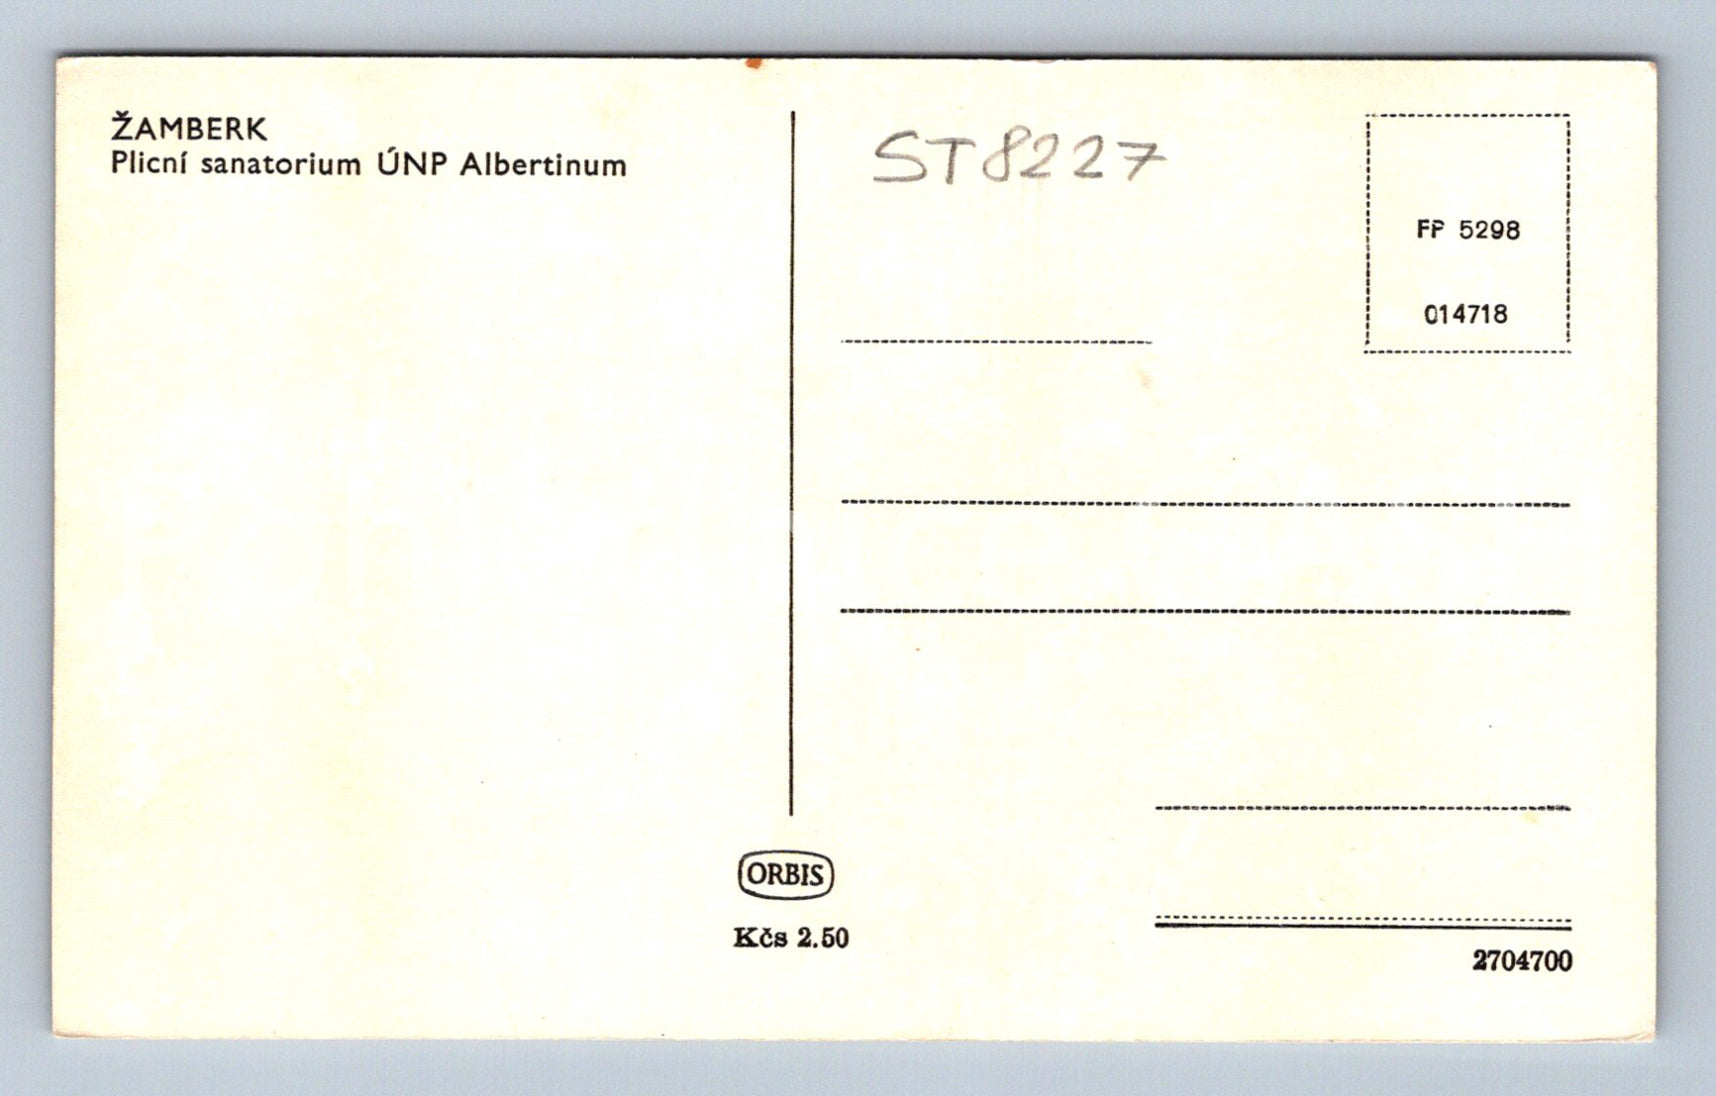 ŽAMBERK
Plicní sanatorium ÚNP Albertinum
ST8227
FP 5298
014718
ORBIS
Kčs 2.50
2704700